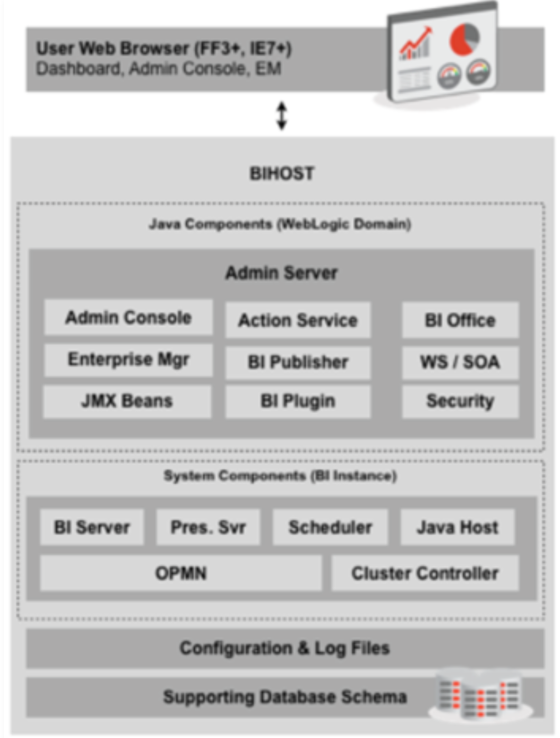 User Web Browser (FF3+, IE7+)
Dashboard, Admin Console, EM
BIHOST
Java Components (WebLogic Domain)
Admin Server
Admin Console
Action Service
BI Office
Enterprise Mgr
BI Publisher
WS / SOA
JMX Beans
BI Plugin
Security
System Components (BI Instance)
BI Server
Pres. Svr
Scheduler
Java Host
OPMN
Cluster Controller
Configuration & Log Files
Supporting Database Schema